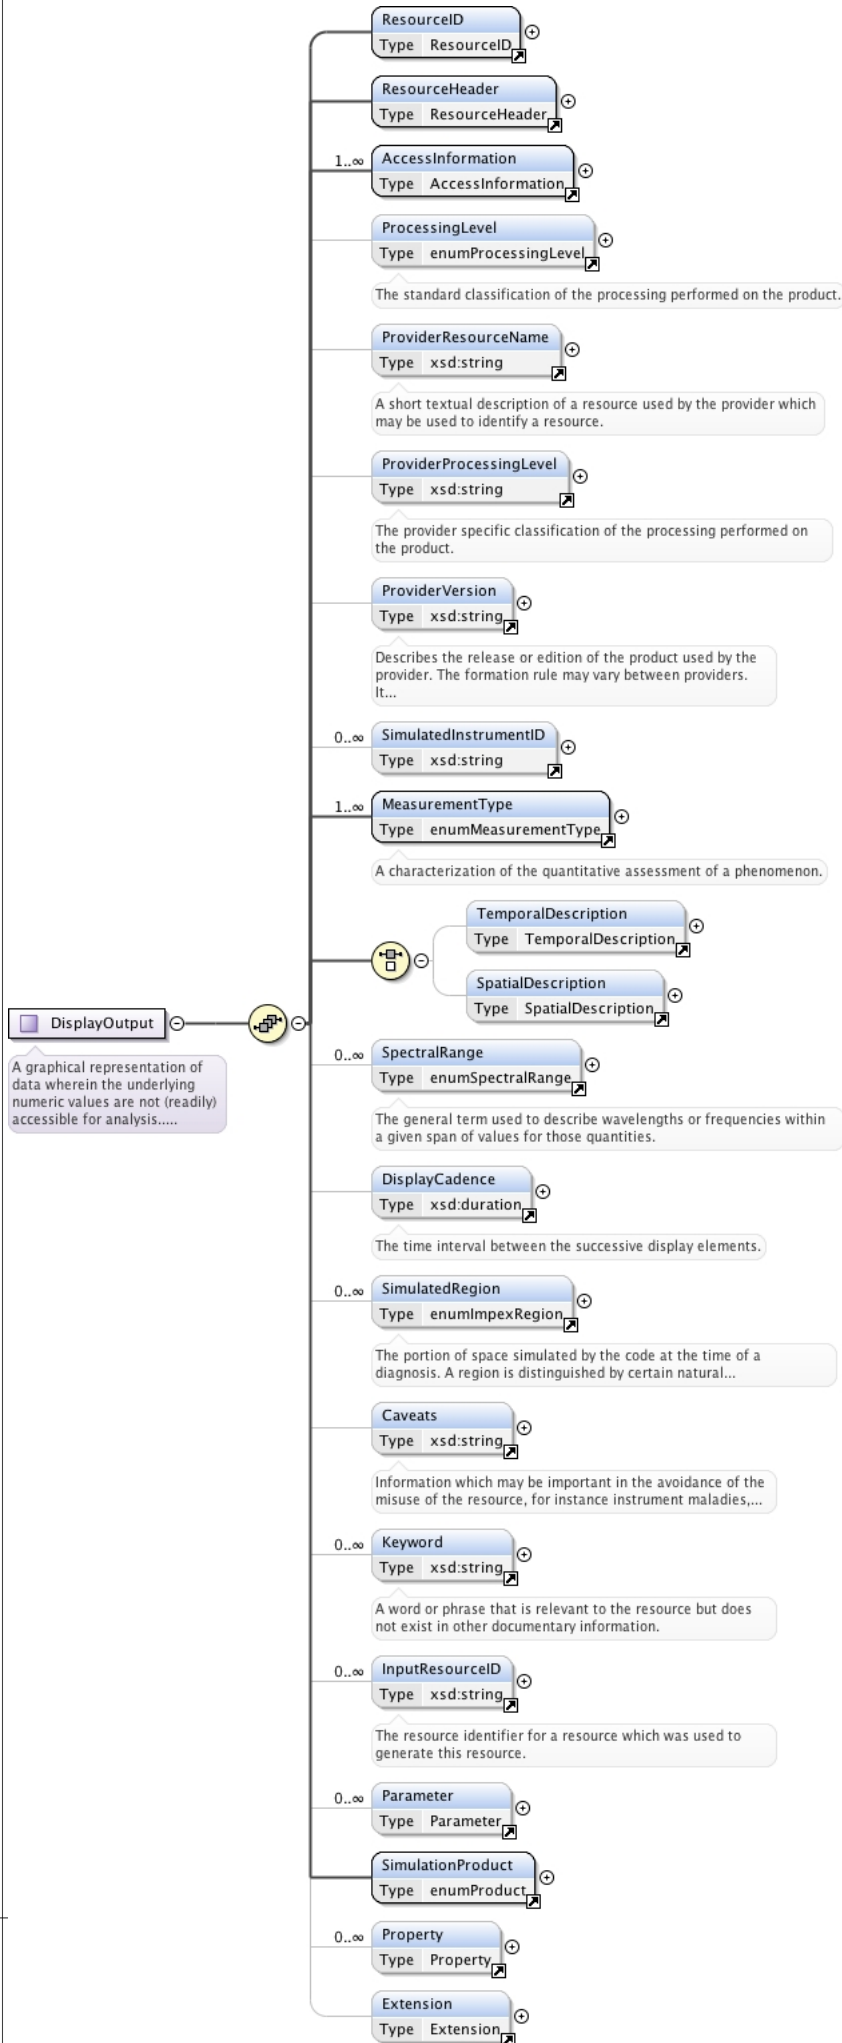 ResourceID
Type ResourceID
ResourceHeader
Type ResourceHeader
1..∞
AccessInformation
Type AccessInformation
ProcessingLevel
Type enumProcessingLevel
The standard classification of the processing performed on the product.
ProviderResourceName
Type xsd:string
A short textual description of a resource used by the provider which
may be used to identify a resource.
ProviderProcessingLevel
Type xsd:string
The provider specific classification of the processing performed on
the product.
ProviderVersion
Type xsd:string
Describes the release or edition of the product used by the
provider. The formation rule may vary between providers.
It...
0..∞
SimulatedInstrumentID
Type xsd:string
1..∞
MeasurementType
Type enumMeasurementType
A characterization of the quantitative assessment of a phenomenon.
TemporalDescription
Type TemporalDescription
SpatialDescription
Type SpatialDescription
DisplayOutput
A graphical representation of
data wherein the underlying
numeric values are not (readily)
accessible for analysis.....
0..∞
SpectralRange
Type enumSpectralRange
The general term used to describe wavelengths or frequencies within
a given span of values for those quantities.
DisplayCadence
Type xsd:duration
The time interval between the successive display elements.
0..∞
SimulatedRegion
Type enumImpexRegion
The portion of space simulated by the code at the time of a
diagnosis. A region is distinguished by certain natural...
Caveats
Type xsd:string
Information which may be important in the avoidance of the
misuse of the resource, for instance instrument maladies,...
0..∞
Keyword
Type xsd:string
A word or phrase that is relevant to the resource but does
not exist in other documentary information.
0..∞
InputResourceID
Type xsd:string
The resource identifier for a resource which was used to
generate this resource.
0..∞
Parameter
Type Parameter
SimulationProduct
Type enumProduct
0..∞
Property
Type Property
Extension
Type Extension